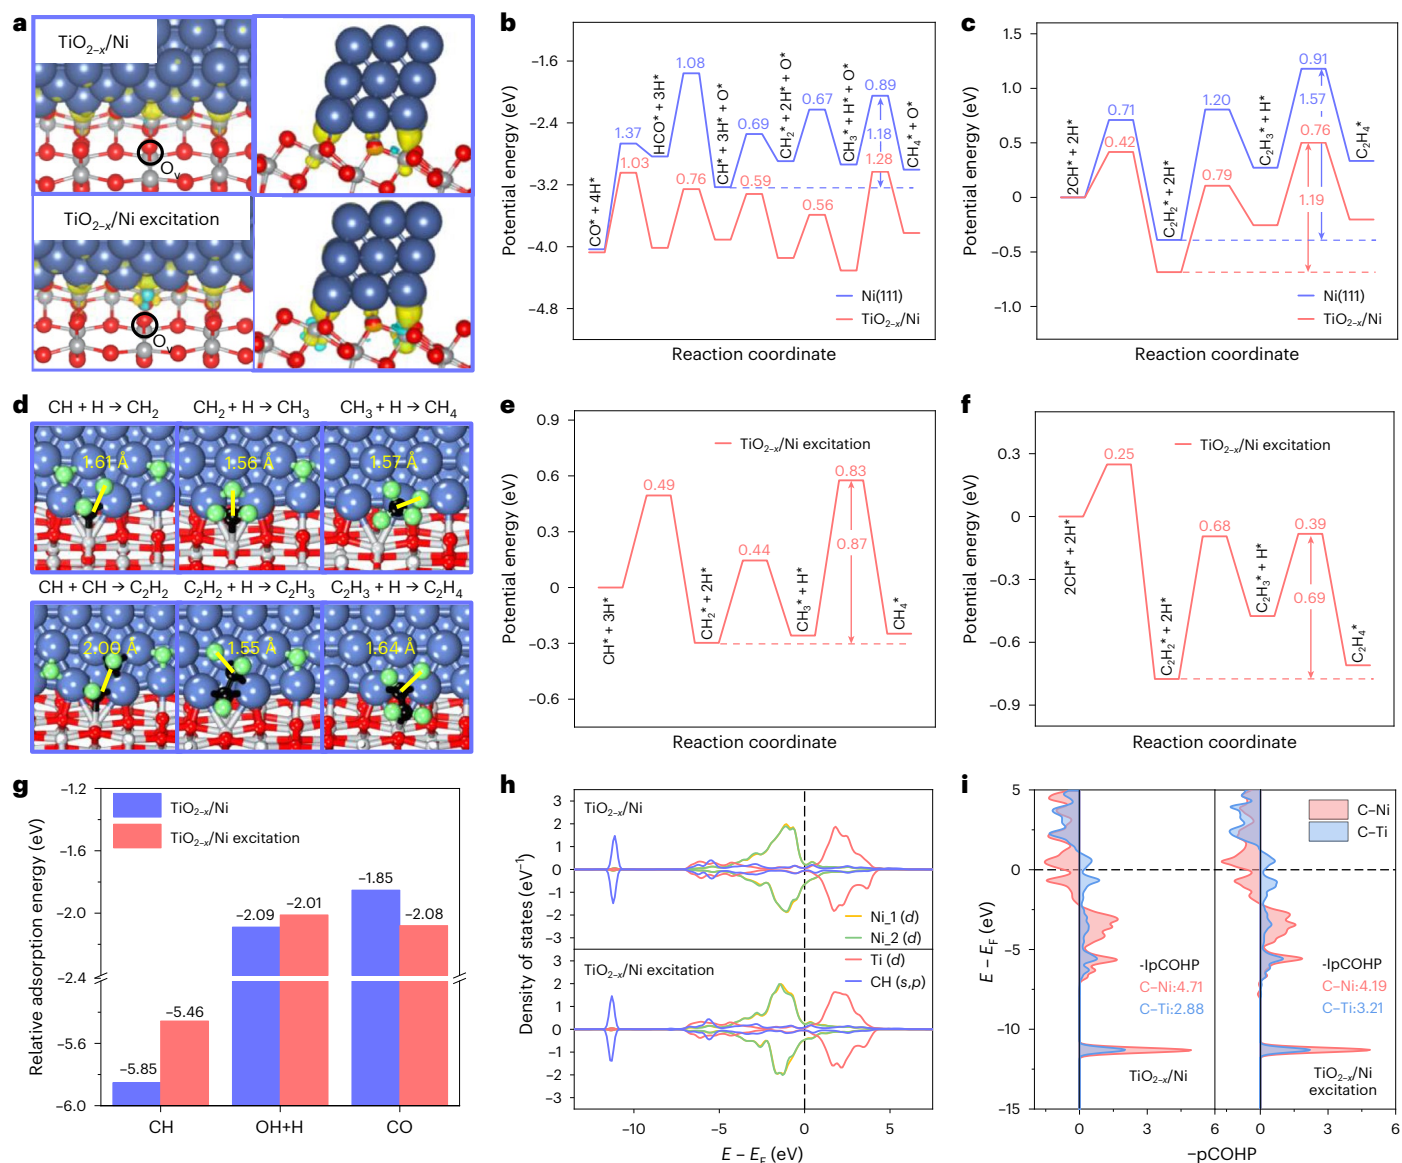 a
TiO2–x/Ni
Ov
TiO2–x/Ni excitation
Ov
b
Potential energy (eV)
–1.6
–2.4
–3.2
–4.0
–4.8
CO* + 4H*
1.37
1.03
HCO* + 3H*
1.08
0.76
CH* + 3H* + O*
0.69
0.59
CH2* + 2H* + O*
0.67
0.56
CH3* + H* + O*
0.89
1.18
1.28
CH4* + O*
Ni(111)
TiO2–x/Ni
Reaction coordinate
c
Potential energy (eV)
1.5
1.0
0.5
0
–0.5
–1.0
2CH* + 2H*
0.71
0.42
C2H2* + 2H*
1.20
0.79
C2H3* + H*
0.91
1.57
0.76
1.19
C2H4*
Ni(111)
TiO2–x/Ni
Reaction coordinate
d
CH + H → CH2
CH2 + H → CH3
CH3 + H → CH4
1.61 Å
1.56 Å
1.57 Å
CH + CH → C2H2
C2H2 + H → C2H3
C2H3 + H → C2H4
2.00 Å
1.55 Å
1.64 Å
e
Potential energy (eV)
0.9
0.6
0.3
0
–0.3
–0.6
TiO2–x/Ni excitation
CH* + 3H*
0.49
CH2* + 2H*
0.44
CH3* + H*
0.83
0.87
CH4*
Reaction coordinate
f
Potential energy (eV)
0.3
0
–0.3
–0.6
–0.9
TiO2–x/Ni excitation
2CH* + 2H*
0.25
C2H2* + 2H*
0.68
C2H3* + H*
0.39
0.69
C2H4*
Reaction coordinate
g
Relative adsorption energy (eV)
–1.2
–1.6
–2.0
–2.4
–5.6
–6.0
TiO2–x/Ni
TiO2–x/Ni excitation
–5.85
–5.46
–2.09
–2.01
–1.85
–2.08
CH
OH+H
CO
h
Density of states (eV–1)
3
2
1
0
1
2
3
TiO2–x/Ni
Ni_1 (d)
Ni_2 (d)
Ti (d)
CH (s,p)
3
2
1
0
1
2
3
TiO2–x/Ni excitation
–10
–5
0
5
E – EF (eV)
i
E – EF (eV)
5
0
–5
–10
–15
C–Ni
C–Ti
-IpCOHP
C–Ni:4.71
C–Ti:2.88
TiO2–x/Ni
-IpCOHP
C–Ni:4.19
C–Ti:3.21
TiO2–x/Ni
excitation
0
3
6
0
3
6
–pCOHP